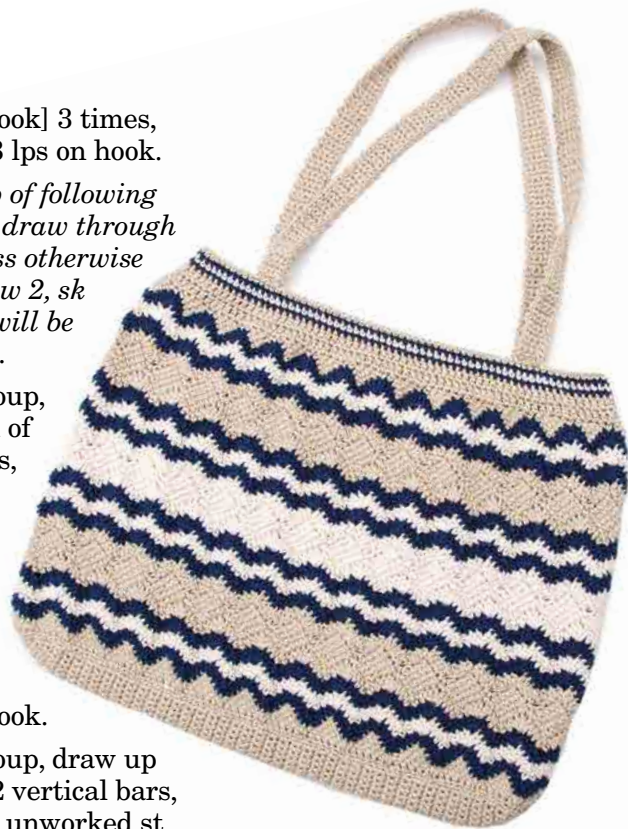 ook] 3 times,
3 lps on hook.
of following
draw through
ss otherwise
w 2, sk
will be
.
oup,
of
s,
ook.
oup, draw up
2 vertical bars,
unworked st